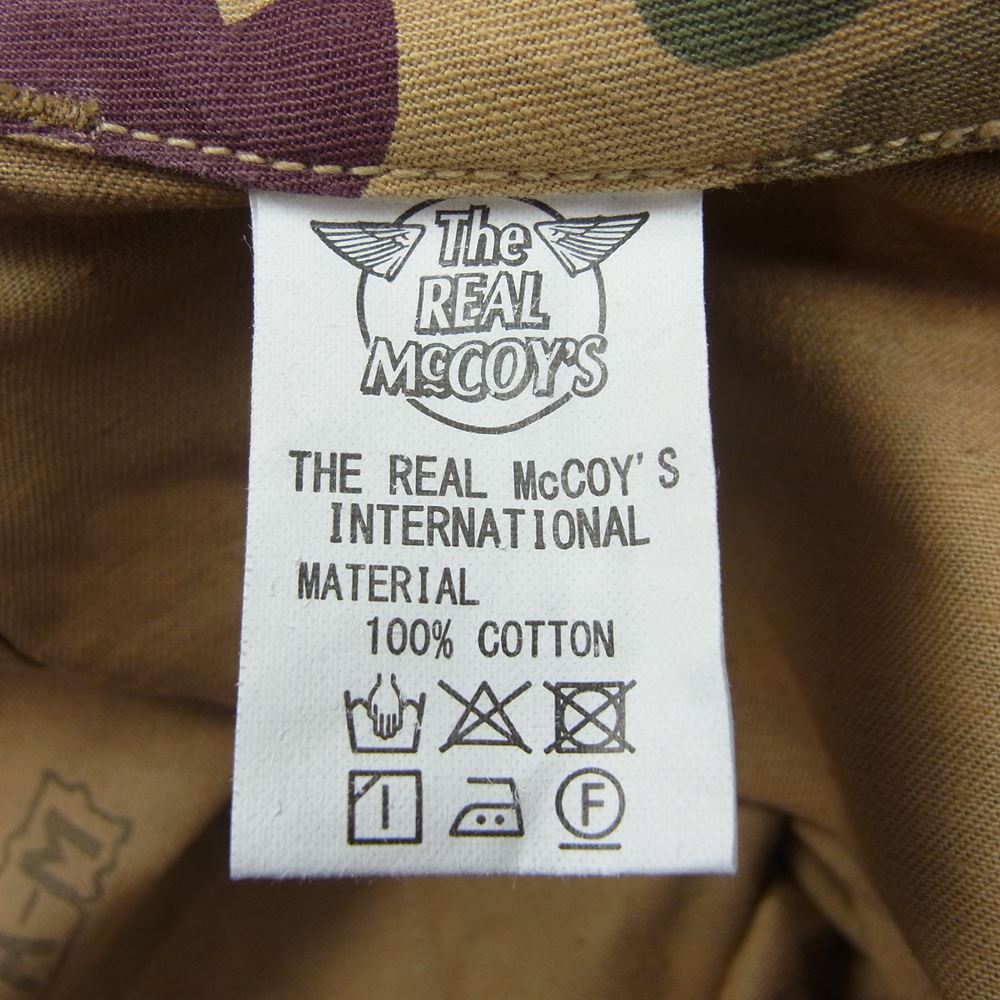 The
REAL
McCOY'S
THE REAL McCOY'S
INTERNATIONAL
MATERIAL
100% COTTON
F
A-M